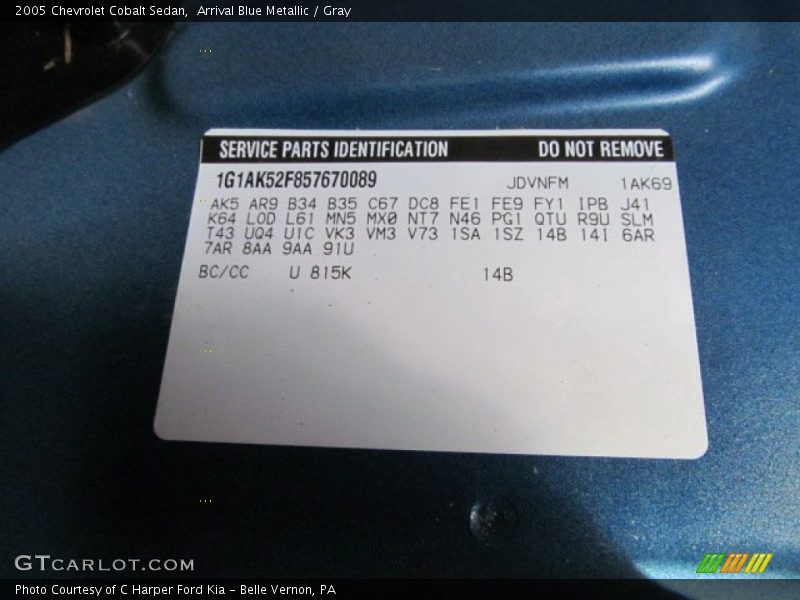 2005 Chevrolet Cobalt Sedan,  Arrival Blue Metallic / Gray
SERVICE PARTS IDENTIFICATION DO NOT REMOVE
1G1AK52F857670089 JDVNFM 1AK69
AK5 AR9 B34 B35 C67 DC8 FE1 FE9 FY1 IPB J41
K64 LOD L61 MN5 MX0 NT7 N46 PG1 QTU R9U SLM
T43 UQ4 U1C VK3 VM3 V73 1SA 1SZ 14B 14I 6AR
7AR 8AA 9AA 91U
BC/CC U 815K 14B
GTCARLOT.COM
Photo Courtesy of C Harper Ford Kia - Belle Vernon, PA